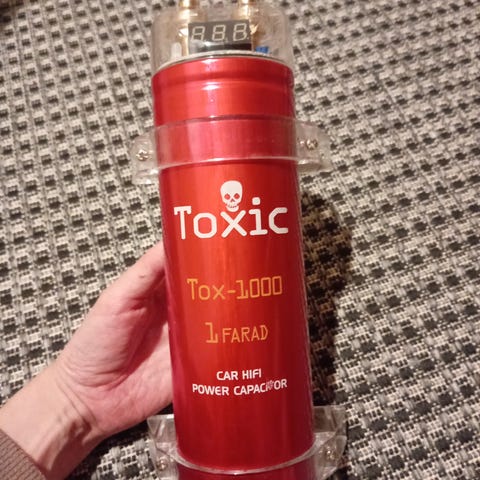 Toxic
Tox-1000
1 FARAD
CAR HIFI
POWER CAPACITOR